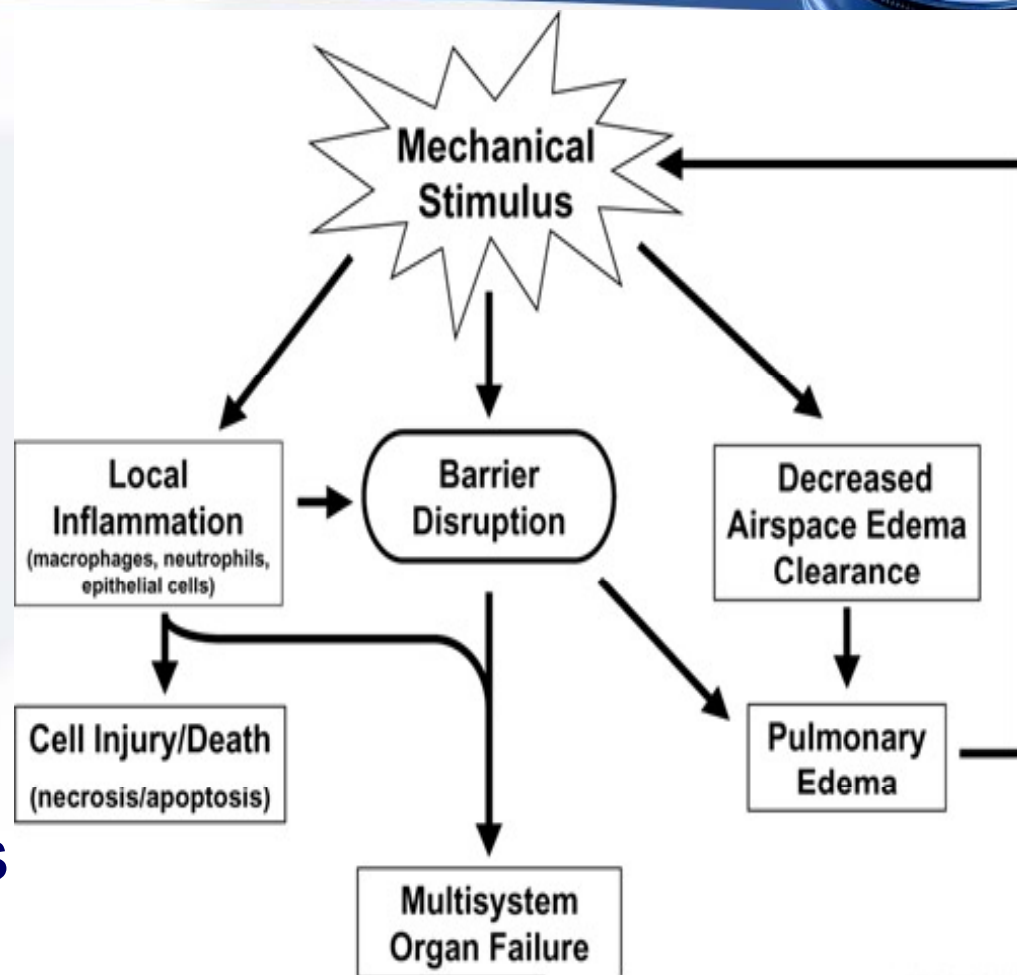 Mechanical
Stimulus
Local
Inflammation
(macrophages, neutrophils,
epithelial cells)
Barrier
Disruption
Decreased
Airspace Edema
Clearance
Cell Injury/Death
(necrosis/apoptosis)
Pulmonary
Edema
s
Multisystem
Organ Failure